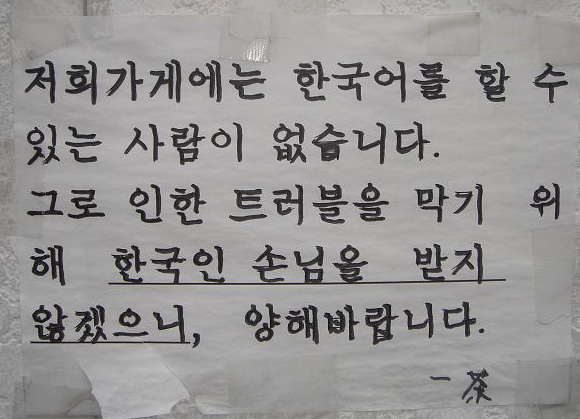 저희가게에는 한국어를 할 수
있는 사람이 없습니다.
그로 인한 트러블을 막기 위
해 한국인 손님을 받지
않겠으니, 양해바랍니다.
一茶